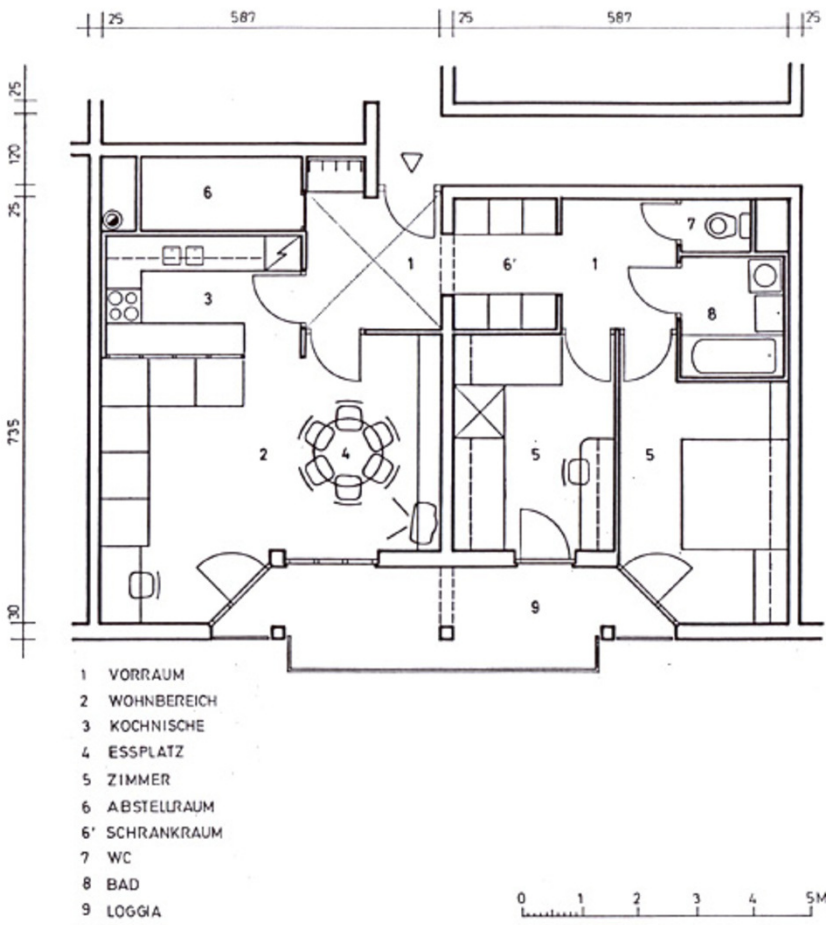 25 587 25 587 25
25
120
25
735
30
6
7
1 6' 1
3
8
2 4 5 5
9
1 VORRAUM
2 WOHNBEREICH
3 KOCHNISCHE
4 ESSPLATZ
5 ZIMMER
6 ABSTELLRAUM
6' SCHRANKRAUM
7 WC
8 BAD
9 LOGGIA
0 1 2 3 4 5M